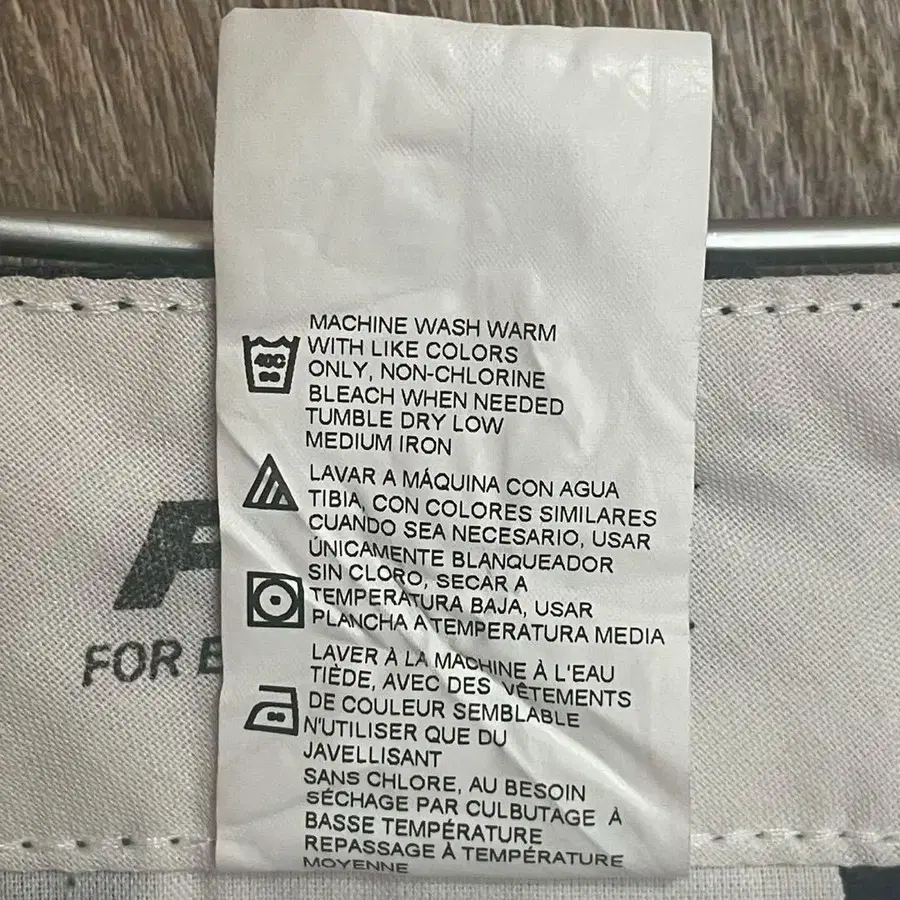 MACHINE WASH WARM
WITH LIKE COLORS
ONLY, NON-CHLORINE
BLEACH WHEN NEEDED
TUMBLE DRY LOW
MEDIUM IRON
40C
LAVAR A MÁQUINA CON AGUA
TIBIA, CON COLORES SIMILARES
CUANDO SEA NECESARIO, USAR
ÚNICAMENTE BLANQUEADOR
SIN CLORO, SECAR A
TEMPERATURA BAJA, USAR
PLANCHA A TEMPERATURA MEDIA
LAVER À LA MACHINE À L'EAU
TIÈDE, AVEC DES VÊTEMENTS
DE COULEUR SEMBLABLE
N'UTILISER QUE DU
JAVELLISANT
SANS CHLORE, AU BESOIN
SÉCHAGE PAR CULBUTAGE À
BASSE TEMPÉRATURE
REPASSAGE À TEMPÉRATURE
MOYENNE
FOR